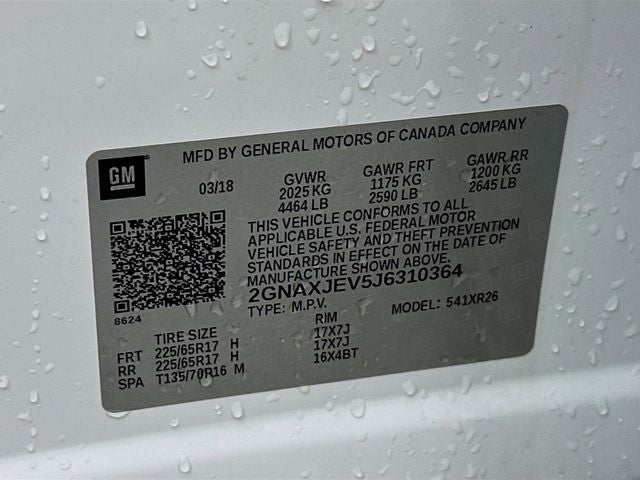 GM
MFD BY GENERAL MOTORS OF CANADA COMPANY
03/18 GVWR GAWR FRT GAWR RR
2025 KG 1175 KG 1200 KG
4464 LB 2590 LB 2645 LB
THIS VEHICLE CONFORMS TO ALL
APPLICABLE U.S. FEDERAL MOTOR
VEHICLE SAFETY AND THEFT PREVENTION
STANDARDS IN EFFECT ON THE DATE OF
MANUFACTURE SHOWN ABOVE.
2GNAXJEV5J6310364
TYPE: M.P.V. MODEL: 541XR26
8624
TIRE SIZE RIM
FRT 225/65R17 H 17X7J
RR 225/65R17 H 17X7J
SPA T135/70R16 M 16X4BT